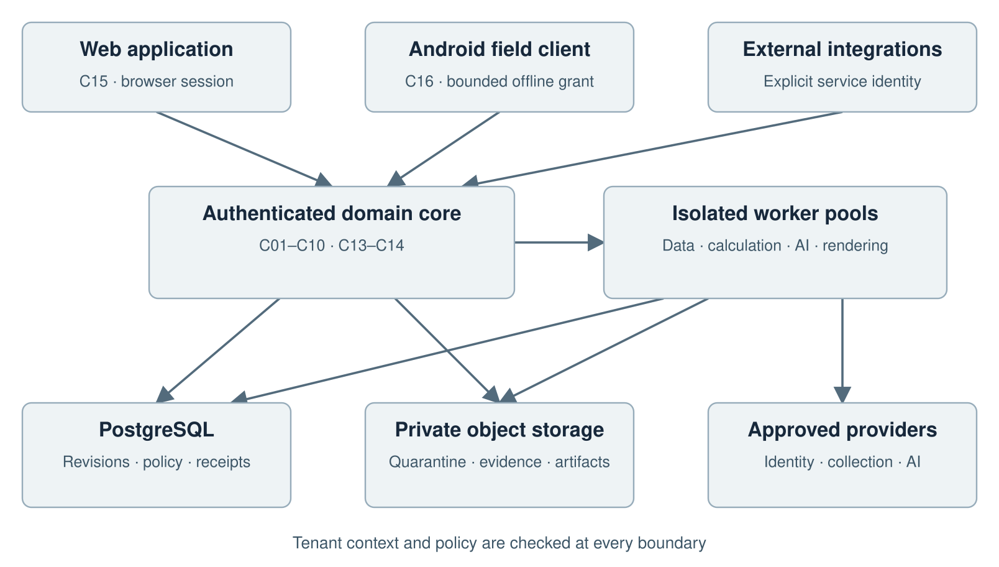 Web application
C15 · browser session
Android field client
C16 · bounded offline grant
External integrations
Explicit service identity
Authenticated domain core
C01–C10 · C13–C14
Isolated worker pools
Data · calculation · AI · rendering
PostgreSQL
Revisions · policy · receipts
Private object storage
Quarantine · evidence · artifacts
Approved providers
Identity · collection · AI
Tenant context and policy are checked at every boundary